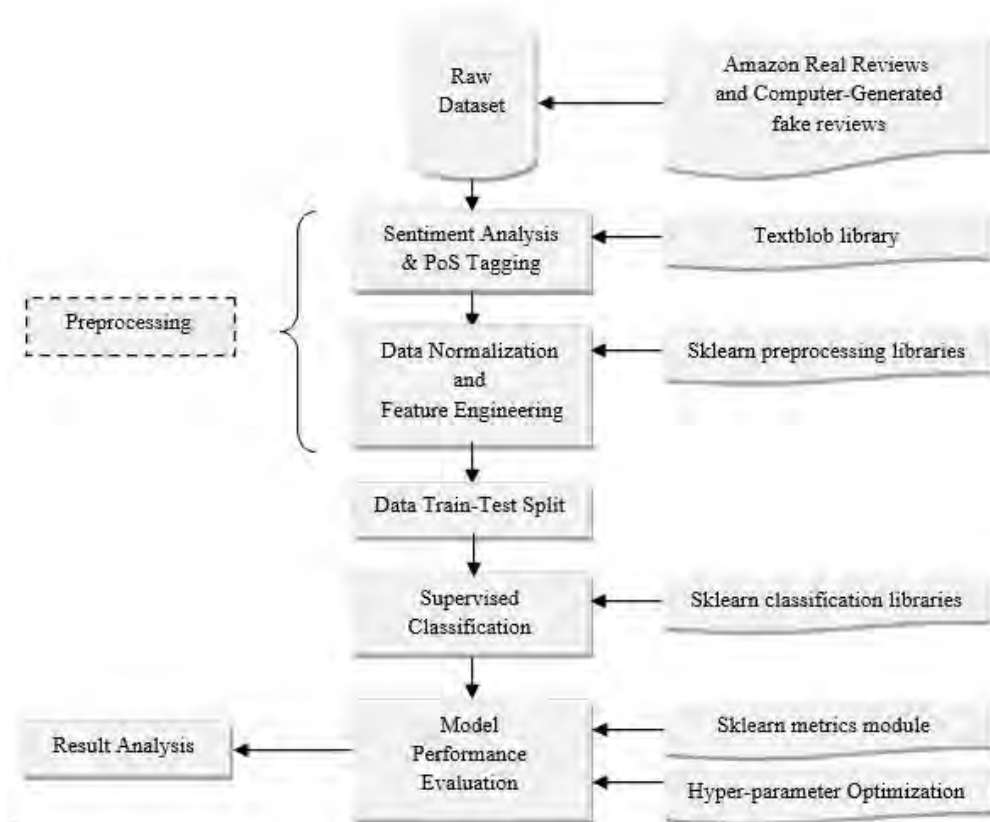 Raw
Dataset
Amazon Real Reviews
and Computer-Generated
fake reviews
Sentiment Analysis
& PoS Tagging
Textblob library
Preprocessing
Data Normalization
and
Feature Engineering
Sklearn preprocessing libraries
Data Train-Test Split
Supervised
Classification
Sklearn classification libraries
Model
Performance
Evaluation
Sklearn metrics module
Result Analysis
Hyper-parameter Optimization